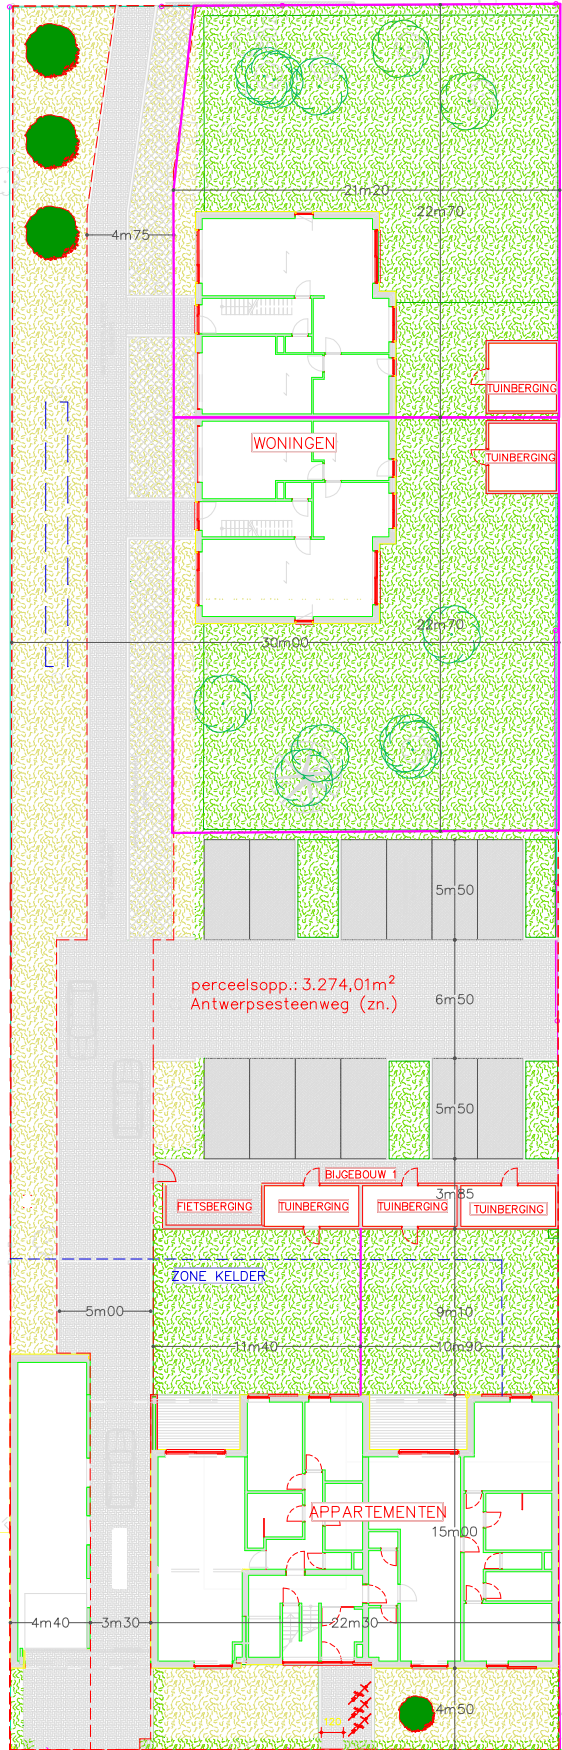 21m20
22m70
4m75
TUINBERGING
WONINGEN
TUINBERGING
22m70
30m00
5m50
perceelsopp.: 3.274,01m²
Antwerpsesteenweg (zn.)
6m50
5m50
BIJGEBOUW 1
3m85
FIETSBERGING
TUINBERGING
TUINBERGING
TUINBERGING
ZONE KELDER
5m00
9m10
11m40
10m90
APPARTEMENTEN
15m00
4m40
3m30
22m30
4m50